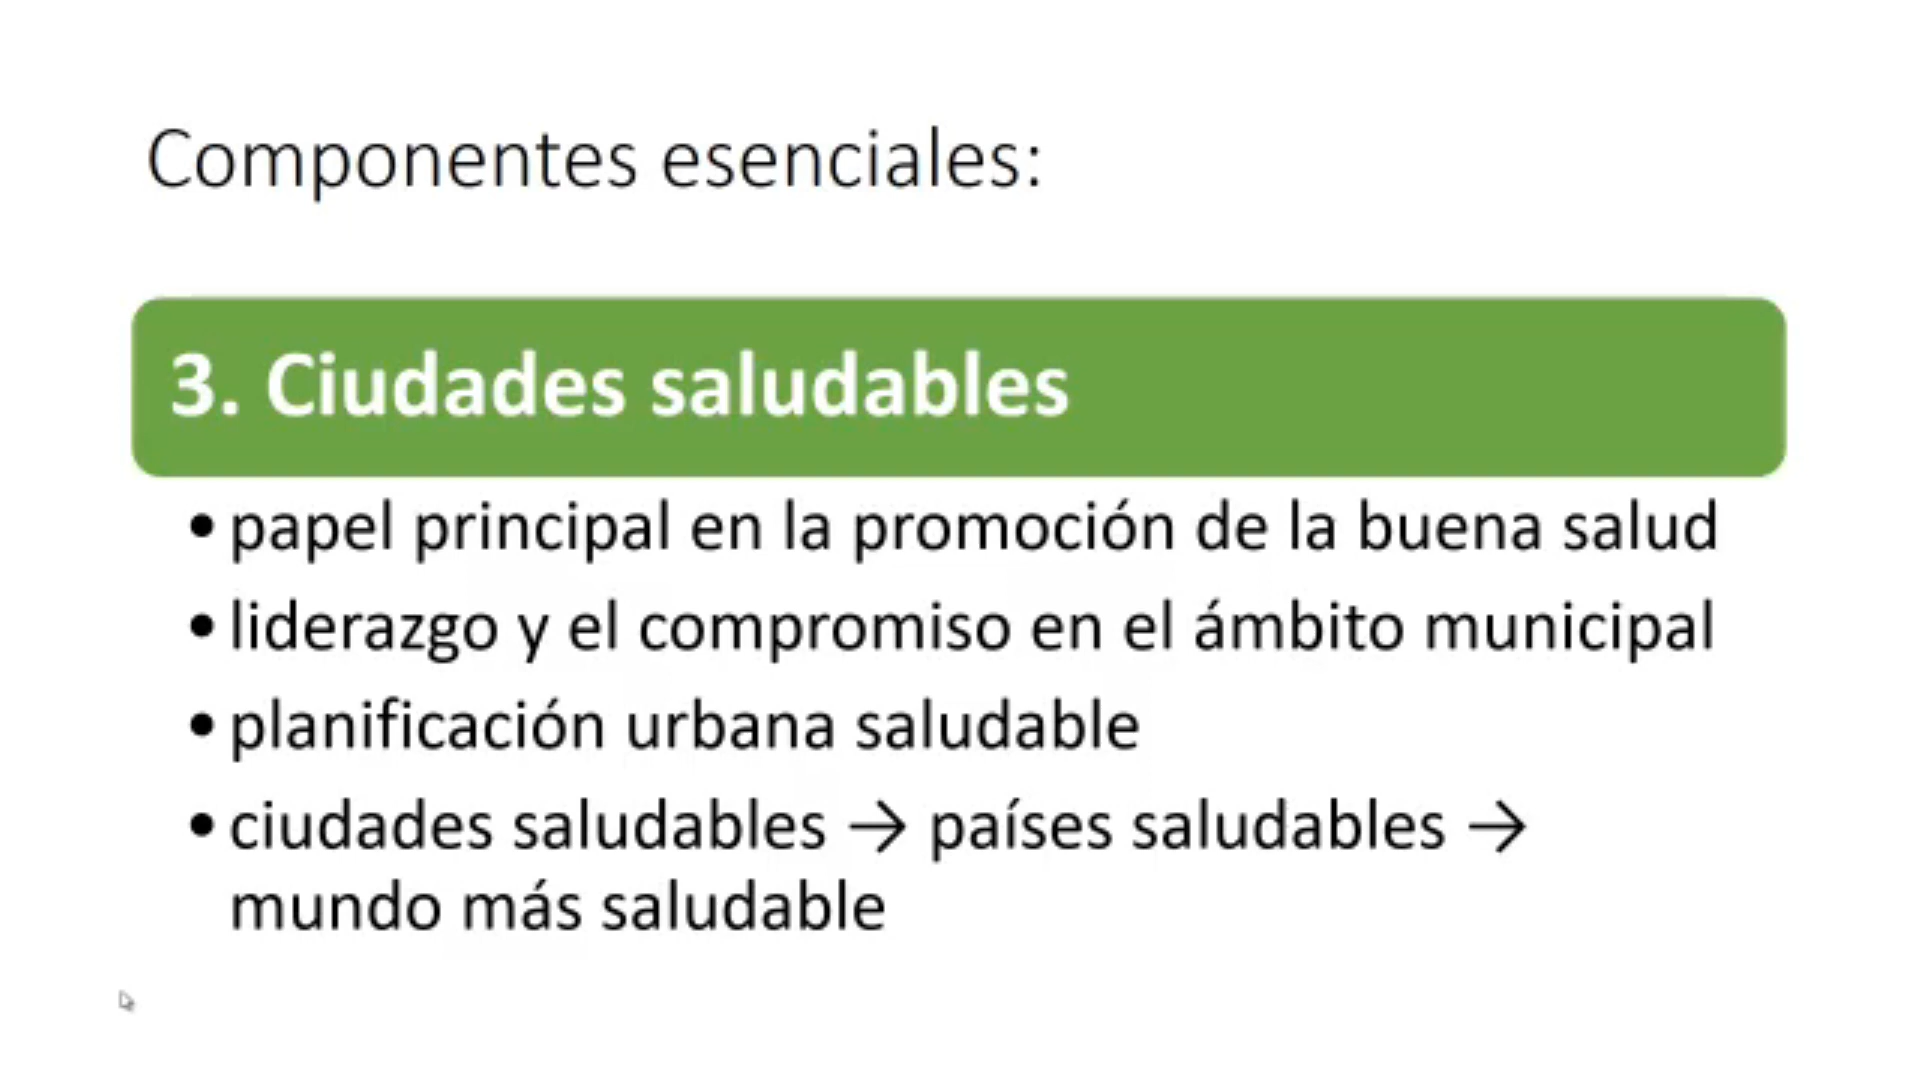 Componentes esenciales:
3. Ciudades saludables
• papel principal en la promoción de la buena salud
• liderazgo y el compromiso en el ámbito municipal
• planificación urbana saludable
• ciudades saludables → países saludables →
mundo más saludable